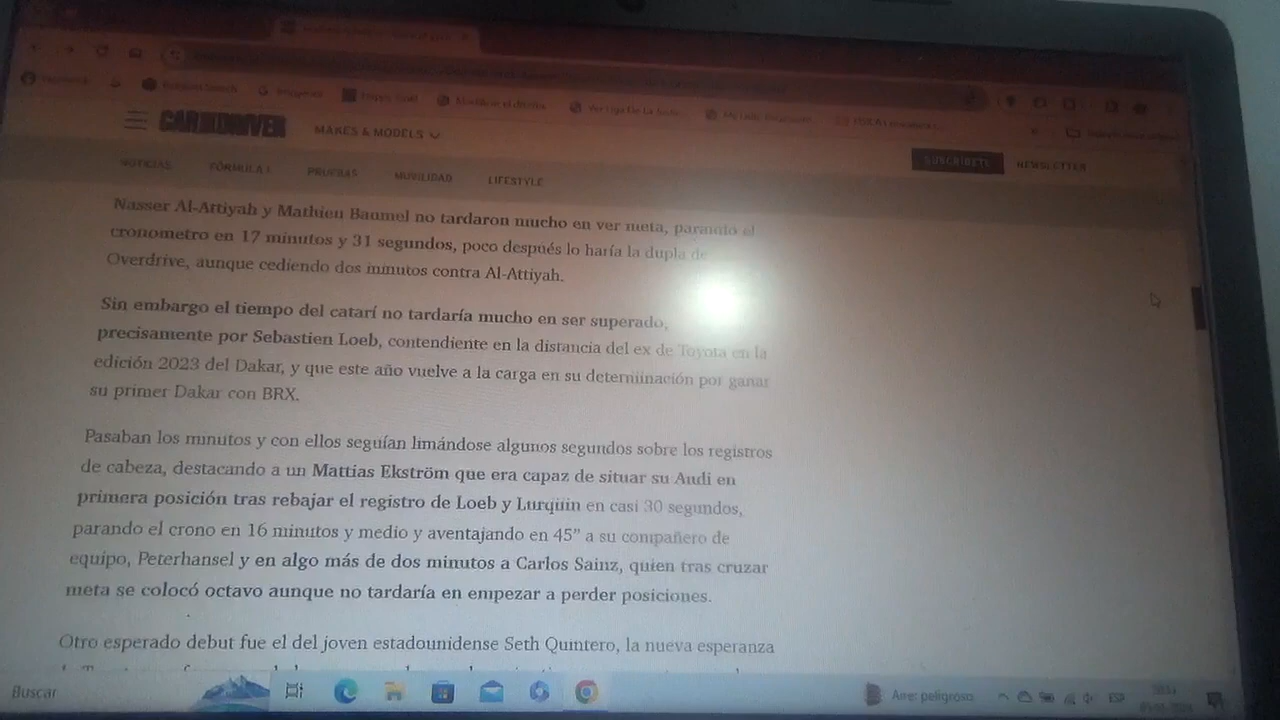 CAR AND DRIVER
MAKES & MODELS
SUSCRÍBETE
NEWSLETTER
NOTICIAS
FÓRMULA 1
PRUEBAS
MOVILIDAD
LIFESTYLE
Nasser Al-Attiyah y Mathieu Baumel no tardaron mucho en ver meta, parando el
cronometro en 17 minutos y 31 segundos, poco después lo haría la dupla de
Overdrive, aunque cediendo dos minutos contra Al-Attiyah.
Sin embargo el tiempo del catarí no tardaría mucho en ser superado,
precisamente por Sebastien Loeb, contendiente en la distancia del ex de Toyota en la
edición 2023 del Dakar, y que este año vuelve a la carga en su determinación por ganar
su primer Dakar con BRX.
Pasaban los minutos y con ellos seguían limándose algunos segundos sobre los registros
de cabeza, destacando a un Mattias Ekström que era capaz de situar su Audi en
primera posición tras rebajar el registro de Loeb y Lurquin en casi 30 segundos,
parando el crono en 16 minutos y medio y aventajando en 45” a su compañero de
equipo, Peterhansel y en algo más de dos minutos a Carlos Sainz, quien tras cruzar
meta se colocó octavo aunque no tardaría en empezar a perder posiciones.
Otro esperado debut fue el del joven estadounidense Seth Quintero, la nueva esperanza
Buscar
Aire: peligroso
ESP